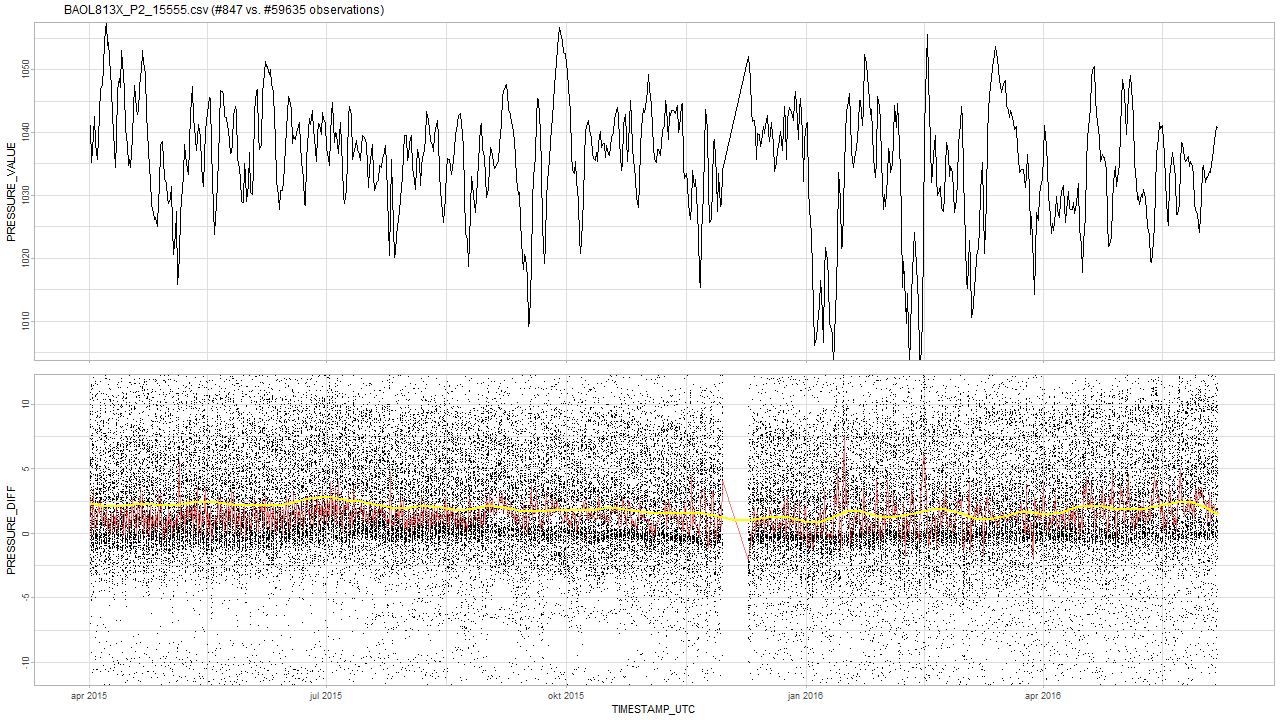 BAOL813X_P2_15555.csv (#847 vs. #59635 observations)
PRESSURE_VALUE
1050
1040
1030
1020
1010
PRESSURE_DIFF
10
5
0
-5
-10
apr 2015 jul 2015 okt 2015 jan 2016 apr 2016
TIMESTAMP_UTC